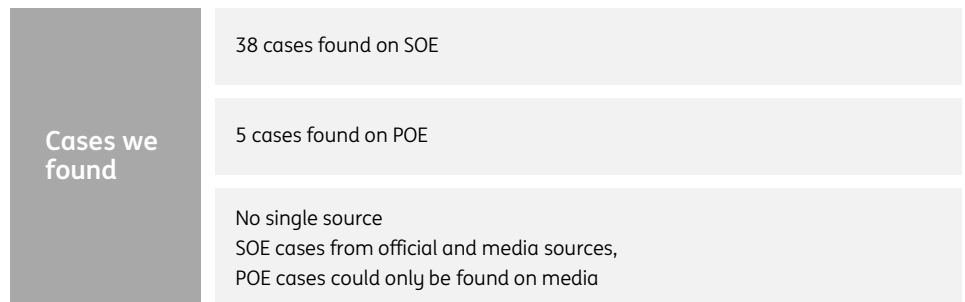 Cases we
found
38 cases found on SOE
5 cases found on POE
No single source
SOE cases from official and media sources,
POE cases could only be found on media